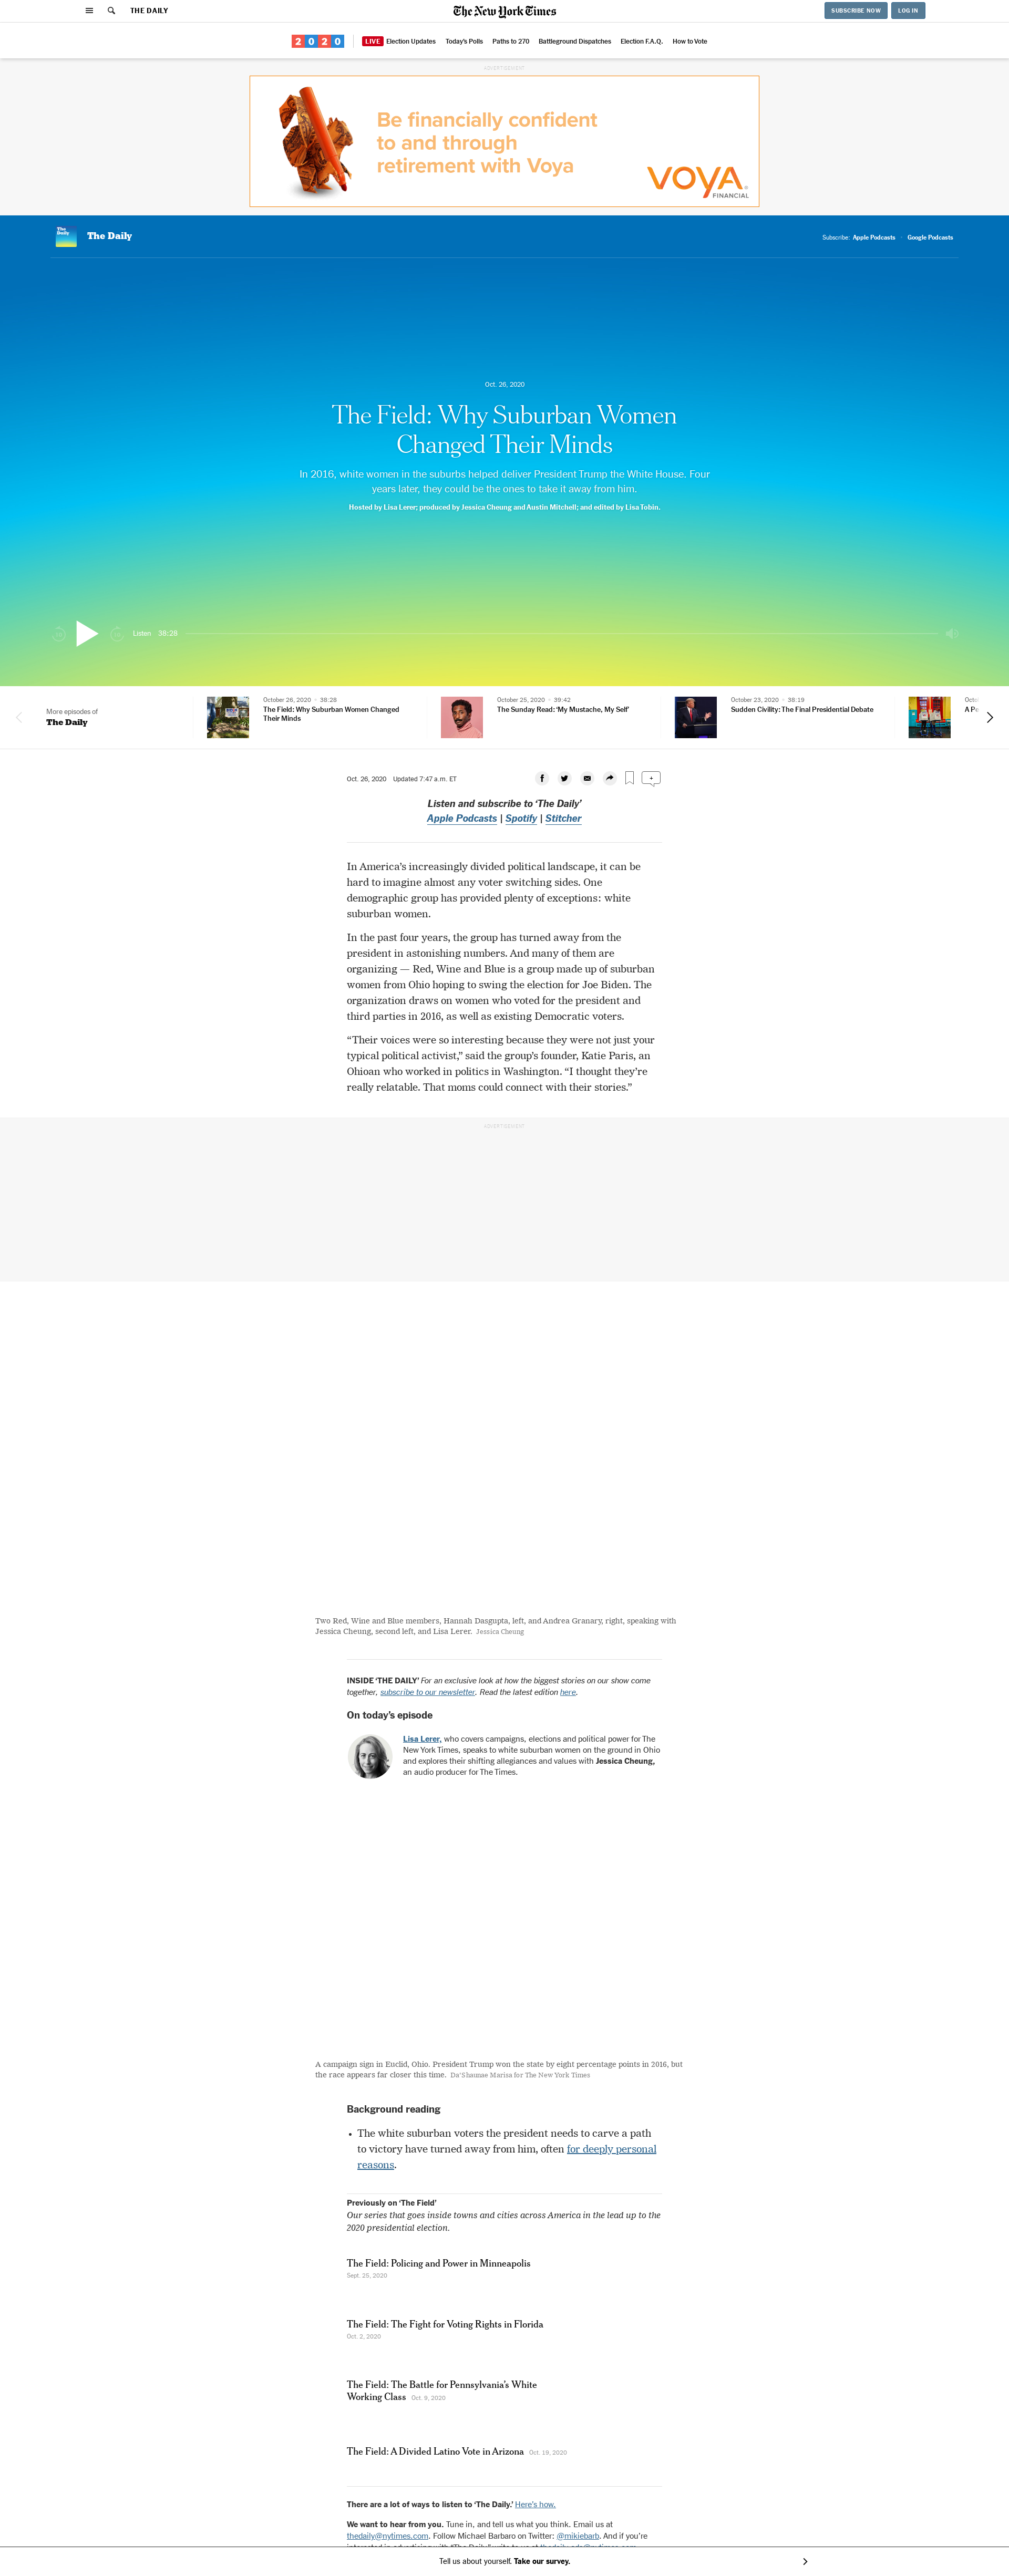 THE DAILY
The New York Times
SUBSCRIBE NOW
LOG IN
2020
LIVE Election Updates
Today's Polls
Paths to 270
Battleground Dispatches
Election F.A.Q.
How to Vote
ADVERTISEMENT
Be financially confident
to and through
retirement with Voya
VOYA
FINANCIAL
The Daily
The Daily
Subscribe: Apple Podcasts · Google Podcasts
Oct. 26, 2020
The Field: Why Suburban Women
Changed Their Minds
In 2016, white women in the suburbs helped deliver President Trump the White House. Four
years later, they could be the ones to take it away from him.
Hosted by Lisa Lerer; produced by Jessica Cheung and Austin Mitchell; and edited by Lisa Tobin.
Listen 38:28
More episodes of
The Daily
October 26, 2020 • 38:28
The Field: Why Suburban Women Changed
Their Minds
October 25, 2020 • 39:42
The Sunday Read: ‘My Mustache, My Self’
October 23, 2020 • 38:19
Sudden Civility: The Final Presidential Debate
Oct. 26, 2020 Updated 7:47 a.m. ET
Listen and subscribe to ‘The Daily’
Apple Podcasts | Spotify | Stitcher
In America’s increasingly divided political landscape, it can be
hard to imagine almost any voter switching sides. One
demographic group has provided plenty of exceptions: white
suburban women.
In the past four years, the group has turned away from the
president in astonishing numbers. And many of them are
organizing — Red, Wine and Blue is a group made up of suburban
women from Ohio hoping to swing the election for Joe Biden. The
organization draws on women who voted for the president and
third parties in 2016, as well as existing Democratic voters.
“Their voices were so interesting because they were not just your
typical political activist,” said the group’s founder, Katie Paris, an
Ohioan who worked in politics in Washington. “I thought they’re
really relatable. That moms could connect with their stories.”
ADVERTISEMENT
Two Red, Wine and Blue members, Hannah Dasgupta, left, and Andrea Granary, right, speaking with
Jessica Cheung, second left, and Lisa Lerer. Jessica Cheung
INSIDE ‘THE DAILY’ For an exclusive look at how the biggest stories on our show come
together, subscribe to our newsletter. Read the latest edition here.
On today’s episode
Lisa Lerer, who covers campaigns, elections and political power for The
New York Times, speaks to white suburban women on the ground in Ohio
and explores their shifting allegiances and values with Jessica Cheung,
an audio producer for The Times.
A campaign sign in Euclid, Ohio. President Trump won the state by eight percentage points in 2016, but
the race appears far closer this time. Da’Shaunae Marisa for The New York Times
Background reading
• The white suburban voters the president needs to carve a path
to victory have turned away from him, often for deeply personal
reasons.
Previously on ‘The Field’
Our series that goes inside towns and cities across America in the lead up to the
2020 presidential election.
The Field: Policing and Power in Minneapolis
Sept. 25, 2020
The Field: The Fight for Voting Rights in Florida
Oct. 2, 2020
The Field: The Battle for Pennsylvania’s White
Working Class Oct. 9, 2020
The Field: A Divided Latino Vote in Arizona Oct. 19, 2020
There are a lot of ways to listen to ‘The Daily.’ Here’s how.
We want to hear from you. Tune in, and tell us what you think. Email us at
thedaily@nytimes.com. Follow Michael Barbaro on Twitter: @mikiebarb. And if you’re
Tell us about yourself. Take our survey.